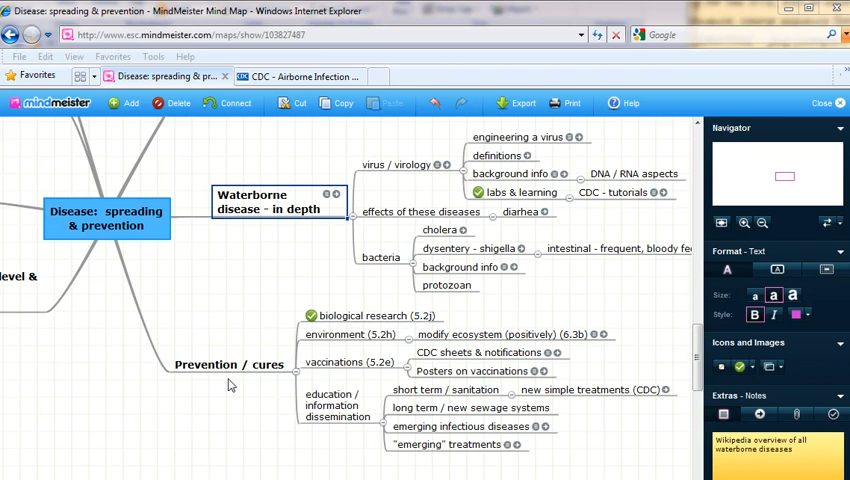 Disease: spreading & prevention - MindMeister Mind Map - Windows Internet Explorer
http://www.esc.mindmeister.com/maps/show/103827487
Google
File Edit View Favorites Tools Help
Favorites
Disease: spreading & pr...
CDC - Airborne Infection ...
mindmeister Add Delete Connect Cut Copy Paste Export Print Help Close
Navigator
engineering a virus
virus / virology
definitions
background info
DNA / RNA aspects
labs & learning
CDC - tutorials
Waterborne
disease - in depth
Disease: spreading
& prevention
effects of these diseases
diarhea
cholera
dysentery - shigella
intestinal - frequent, bloody fe
bacteria
background info
protozoan
level &
biological research (5.2j)
environment (5.2h)
modify ecosystem (positively) (6.3b)
Prevention / cures
vaccinations (5.2e)
CDC sheets & notifications
Posters on vaccinations
education /
information
dissemination
short term / sanitation
new simple treatments (CDC)
long term / new sewage systems
emerging infectious diseases
"emerging" treatments
Format - Text
A A
Size: a a a
Style: B I
Icons and Images
Extras - Notes
Wikipedia overview of all
waterborne diseases